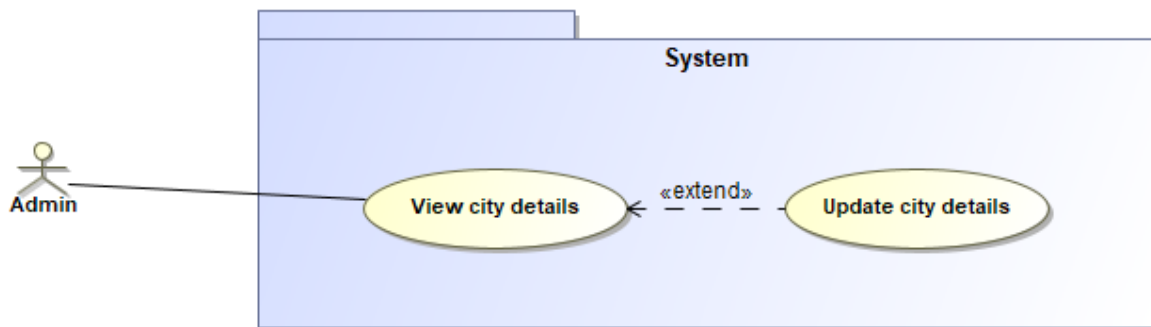 System
Admin
View city details
«extend»
Update city details